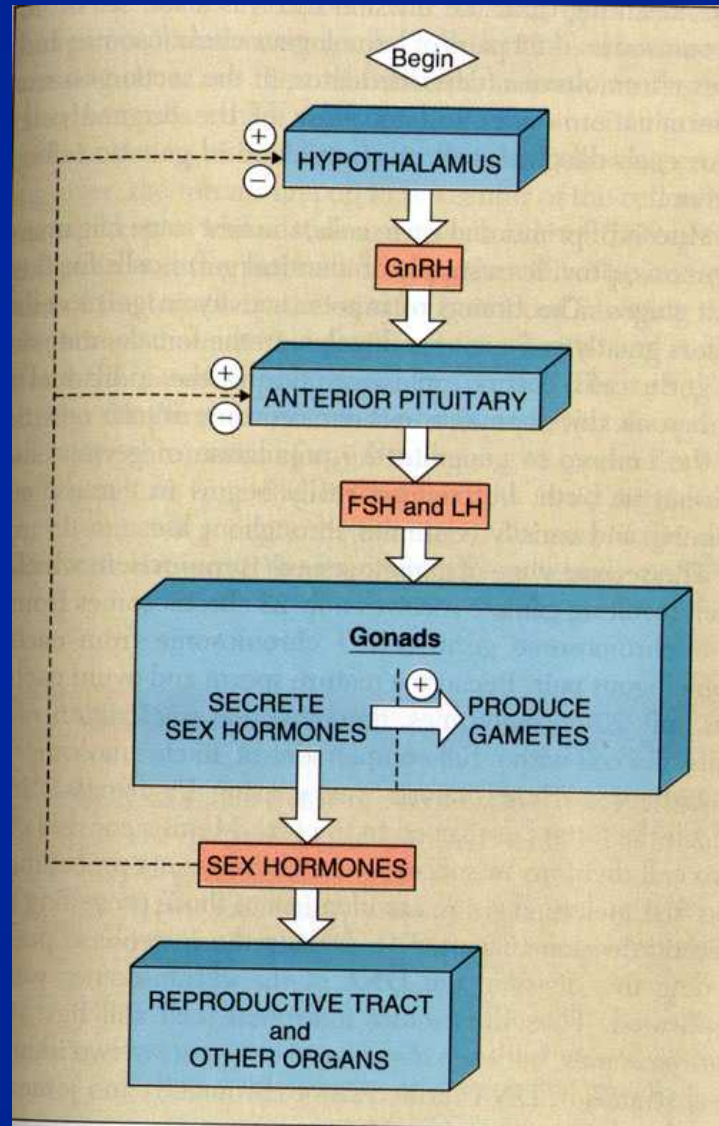 Begin
+
−
HYPOTHALAMUS
GnRH
+
−
ANTERIOR PITUITARY
FSH and LH
Gonads
+
SECRETE
SEX HORMONES
PRODUCE
GAMETES
SEX HORMONES
REPRODUCTIVE TRACT
and
OTHER ORGANS